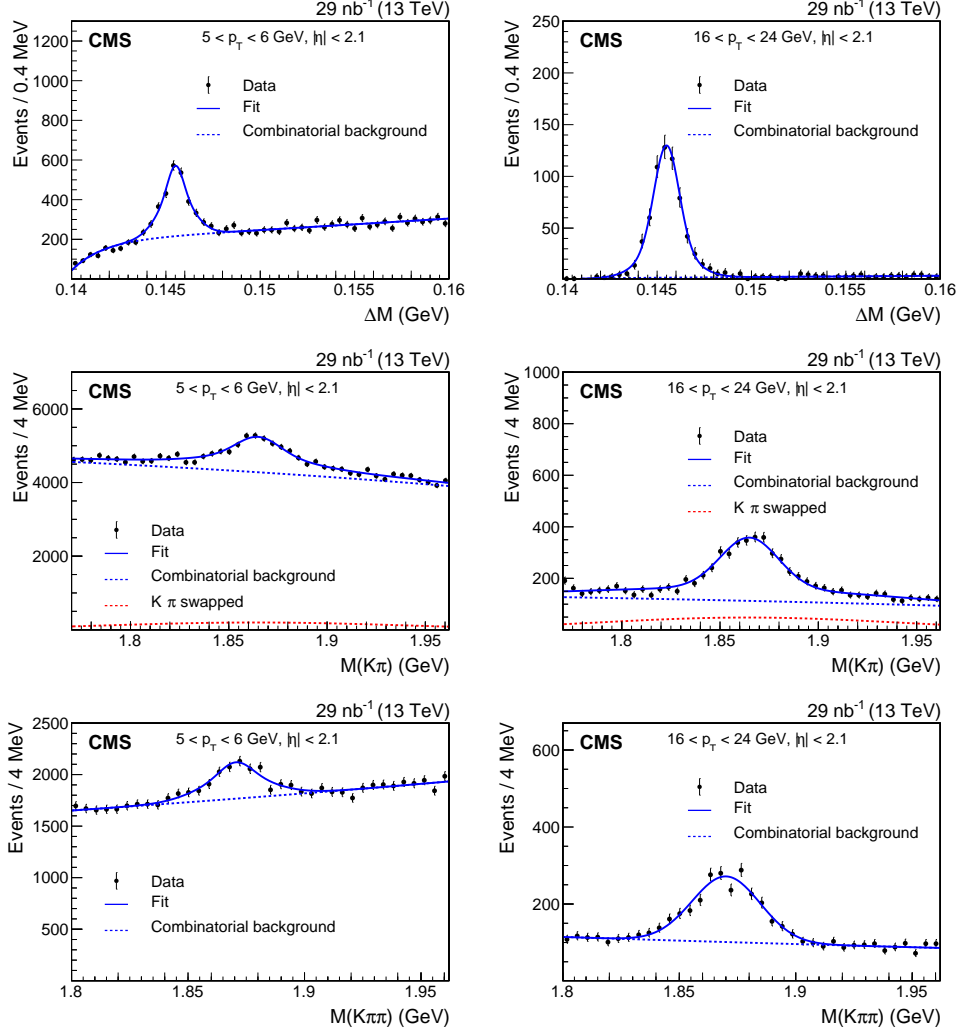 29 nb⁻¹ (13 TeV)
CMS
5 < p_T < 6 GeV, |η| < 2.1
Events / 0.4 MeV
1200
1000
800
600
400
200
Data
Fit
Combinatorial background
0.14
0.145
0.15
0.155
0.16
ΔM (GeV)
29 nb⁻¹ (13 TeV)
CMS
16 < p_T < 24 GeV, |η| < 2.1
Events / 0.4 MeV
250
200
150
100
50
Data
Fit
Combinatorial background
0.14
0.145
0.15
0.155
0.16
ΔM (GeV)
29 nb⁻¹ (13 TeV)
CMS
5 < p_T < 6 GeV, |η| < 2.1
Events / 4 MeV
6000
4000
2000
Data
Fit
Combinatorial background
K π swapped
1.8
1.85
1.9
1.95
M(Kπ) (GeV)
29 nb⁻¹ (13 TeV)
CMS
16 < p_T < 24 GeV, |η| < 2.1
Events / 4 MeV
1000
800
600
400
200
Data
Fit
Combinatorial background
K π swapped
1.8
1.85
1.9
1.95
M(Kπ) (GeV)
29 nb⁻¹ (13 TeV)
CMS
5 < p_T < 6 GeV, |η| < 2.1
Events / 4 MeV
2500
2000
1500
1000
500
Data
Fit
Combinatorial background
1.8
1.85
1.9
1.95
M(Kππ) (GeV)
29 nb⁻¹ (13 TeV)
CMS
16 < p_T < 24 GeV, |η| < 2.1
Events / 4 MeV
600
400
200
Data
Fit
Combinatorial background
1.8
1.85
1.9
1.95
M(Kππ) (GeV)